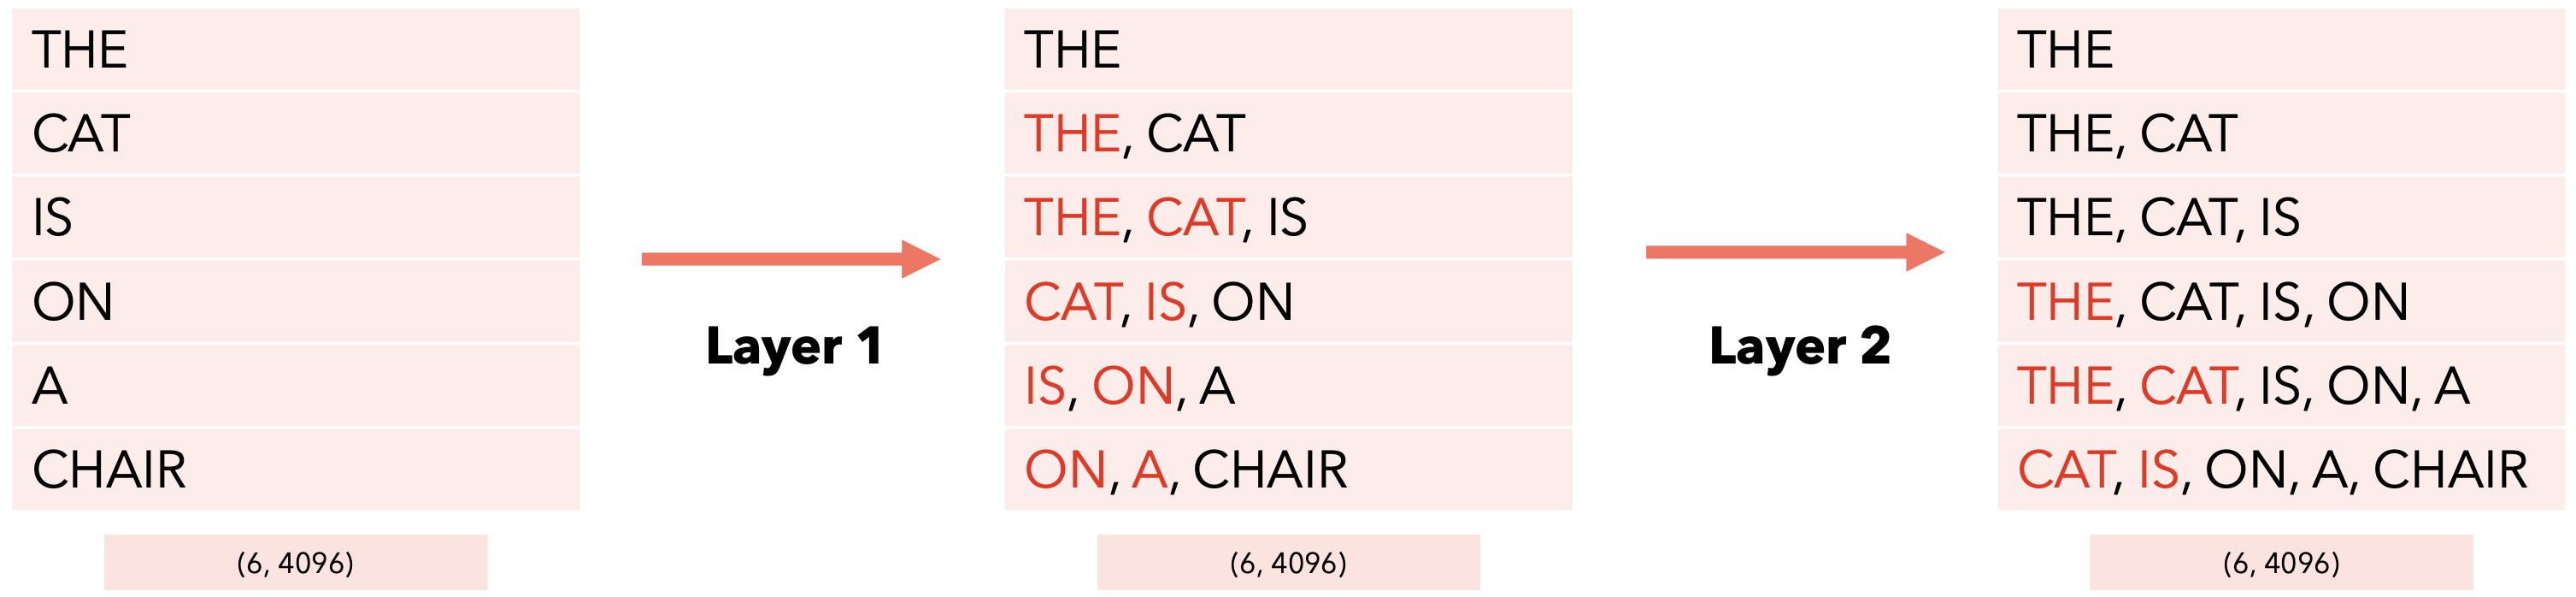 THE
CAT
IS
ON
A
CHAIR
(6, 4096)
Layer 1
THE
THE, CAT
THE, CAT, IS
CAT, IS, ON
IS, ON, A
ON, A, CHAIR
(6, 4096)
Layer 2
THE
THE, CAT
THE, CAT, IS
THE, CAT, IS, ON
THE, CAT, IS, ON, A
CAT, IS, ON, A, CHAIR
(6, 4096)